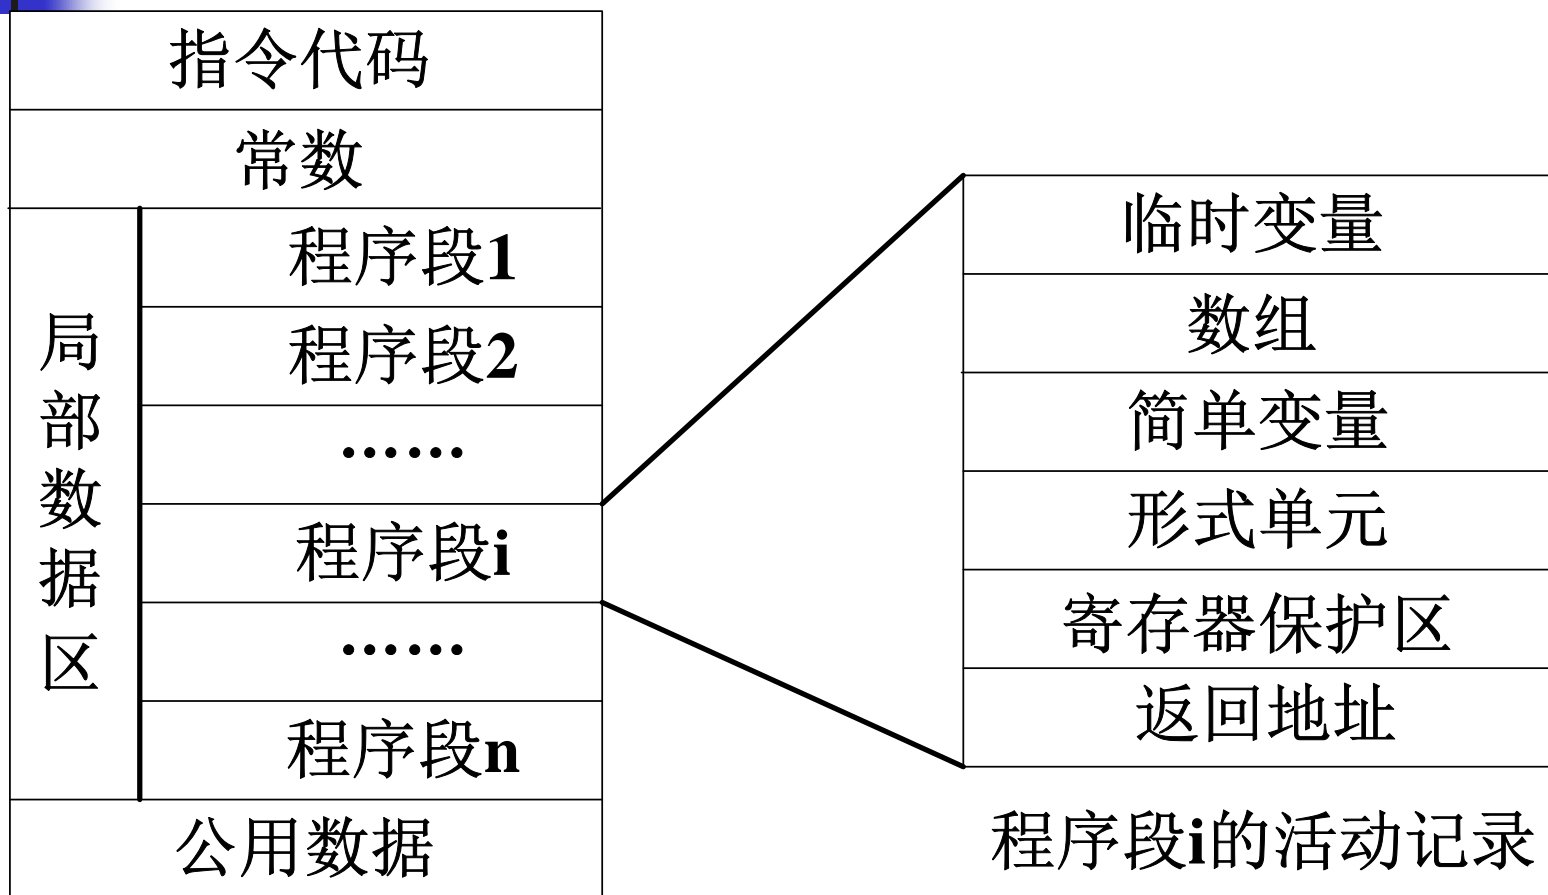 指令代码
常数
局部数据区
程序段1
程序段2
······
程序段i
······
程序段n
公用数据
临时变量
数组
简单变量
形式单元
寄存器保护区
返回地址
程序段i的活动记录